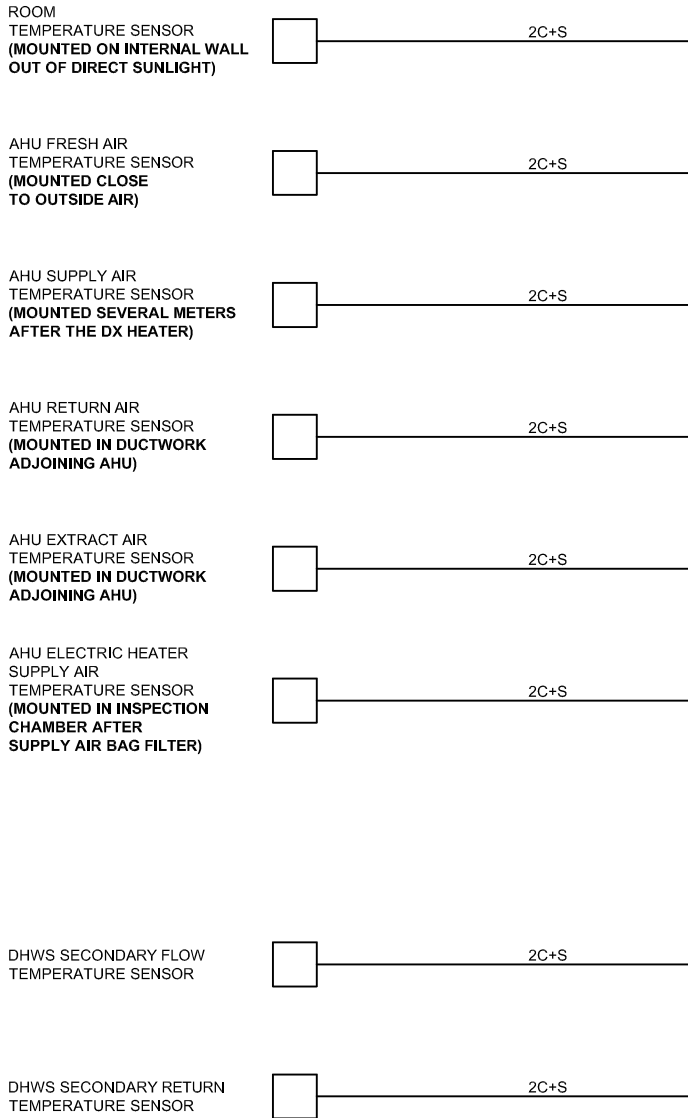 ROOM
TEMPERATURE SENSOR
(MOUNTED ON INTERNAL WALL
OUT OF DIRECT SUNLIGHT)
2C+S
AHU FRESH AIR
TEMPERATURE SENSOR
(MOUNTED CLOSE
TO OUTSIDE AIR)
2C+S
AHU SUPPLY AIR
TEMPERATURE SENSOR
(MOUNTED SEVERAL METERS
AFTER THE DX HEATER)
2C+S
AHU RETURN AIR
TEMPERATURE SENSOR
(MOUNTED IN DUCTWORK
ADJOINING AHU)
2C+S
AHU EXTRACT AIR
TEMPERATURE SENSOR
(MOUNTED IN DUCTWORK
ADJOINING AHU)
2C+S
AHU ELECTRIC HEATER
SUPPLY AIR
TEMPERATURE SENSOR
(MOUNTED IN INSPECTION
CHAMBER AFTER
SUPPLY AIR BAG FILTER)
2C+S
DHWS SECONDARY FLOW
TEMPERATURE SENSOR
2C+S
DHWS SECONDARY RETURN
TEMPERATURE SENSOR
2C+S